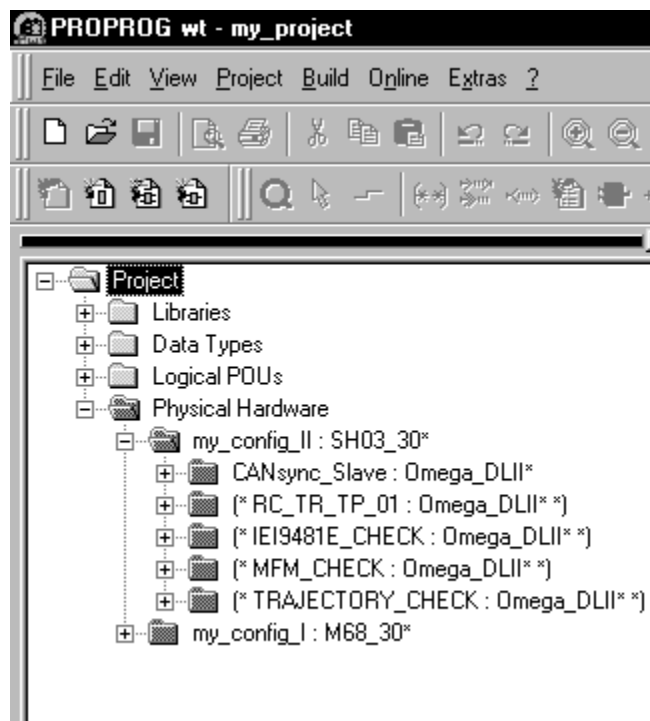 PROPROG wt - my_project
File Edit View Project Build Online Extras ?
Project
Libraries
Data Types
Logical POUs
Physical Hardware
my_config_II : SH03_30*
CANsync_Slave : Omega_DLII*
(* RC_TR_TP_01 : Omega_DLII* *)
(* IEI9481E_CHECK : Omega_DLII* *)
(* MFM_CHECK : Omega_DLII* *)
(* TRAJECTORY_CHECK : Omega_DLII* *)
my_config_I : M68_30*